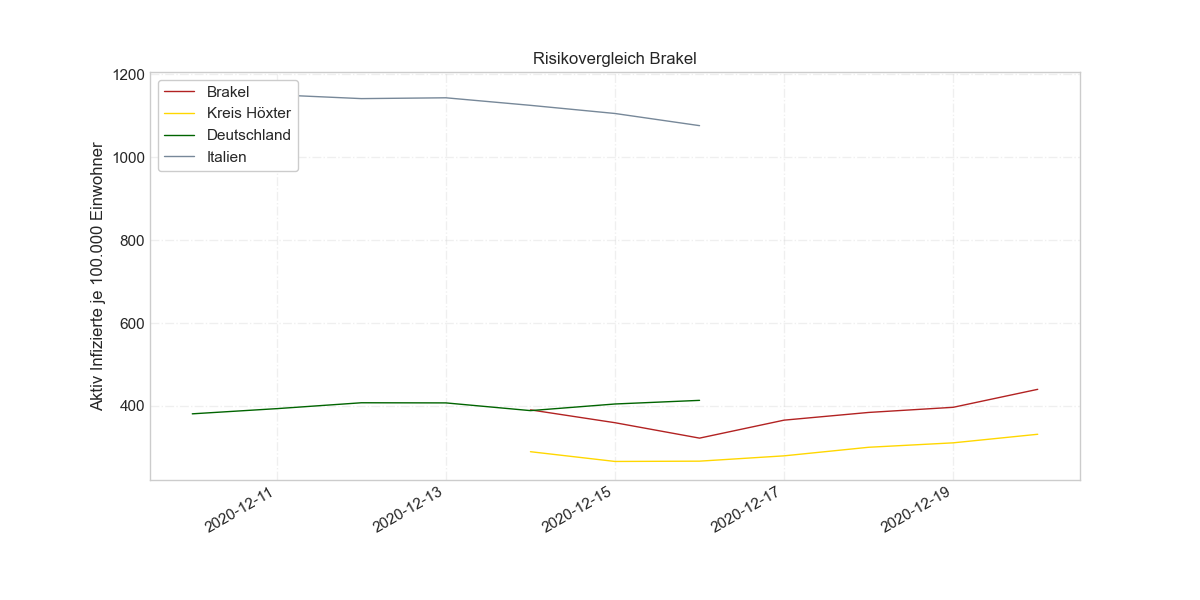 Risikovergleich Brakel
Aktiv Infizierte je 100.000 Einwohner
1200
1000
800
600
400
Brakel
Kreis Höxter
Deutschland
Italien
2020-12-11
2020-12-13
2020-12-15
2020-12-17
2020-12-19